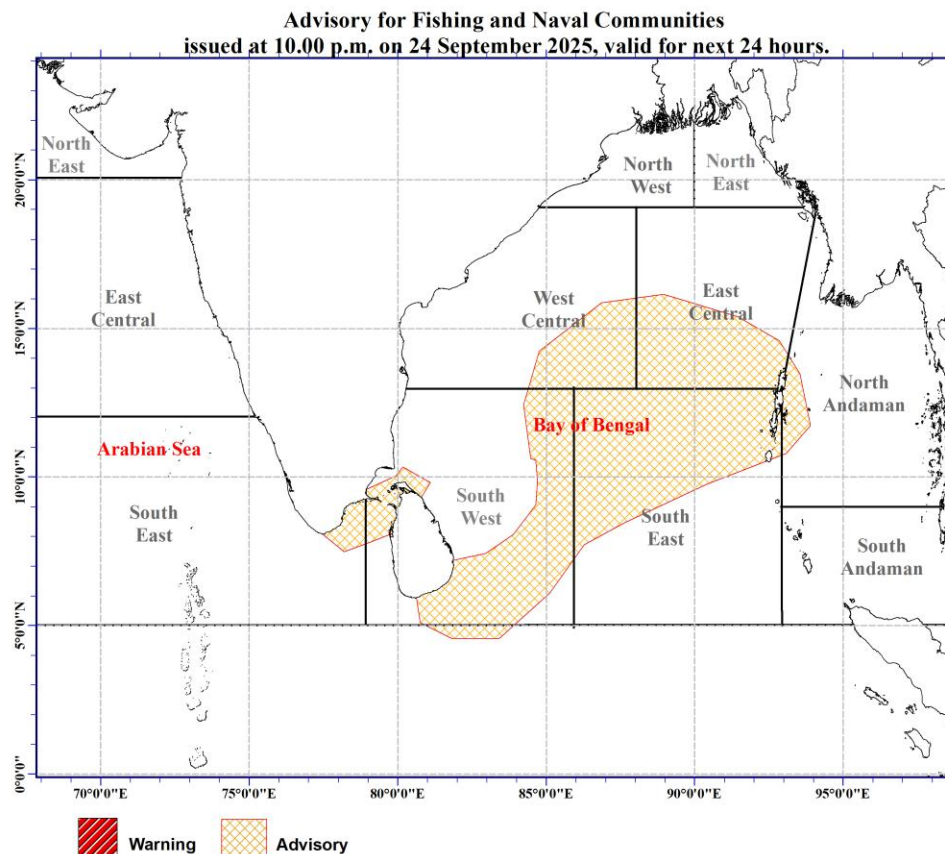 Advisory for Fishing and Naval Communities
issued at 10.00 p.m. on 24 September 2025, valid for next 24 hours.
North
East
North
West
North
East
20°0'0"N
East
Central
West
Central
East
Central
15°0'0"N
North
Andaman
Arabian Sea
Bay of Bengal
10°0'0"N
South
East
South
West
South
East
South
Andaman
5°0'0"N
0°0'0"
70°0'0"E
75°0'0"E
80°0'0"E
85°0'0"E
90°0'0"E
95°0'0"E
Warning
Advisory